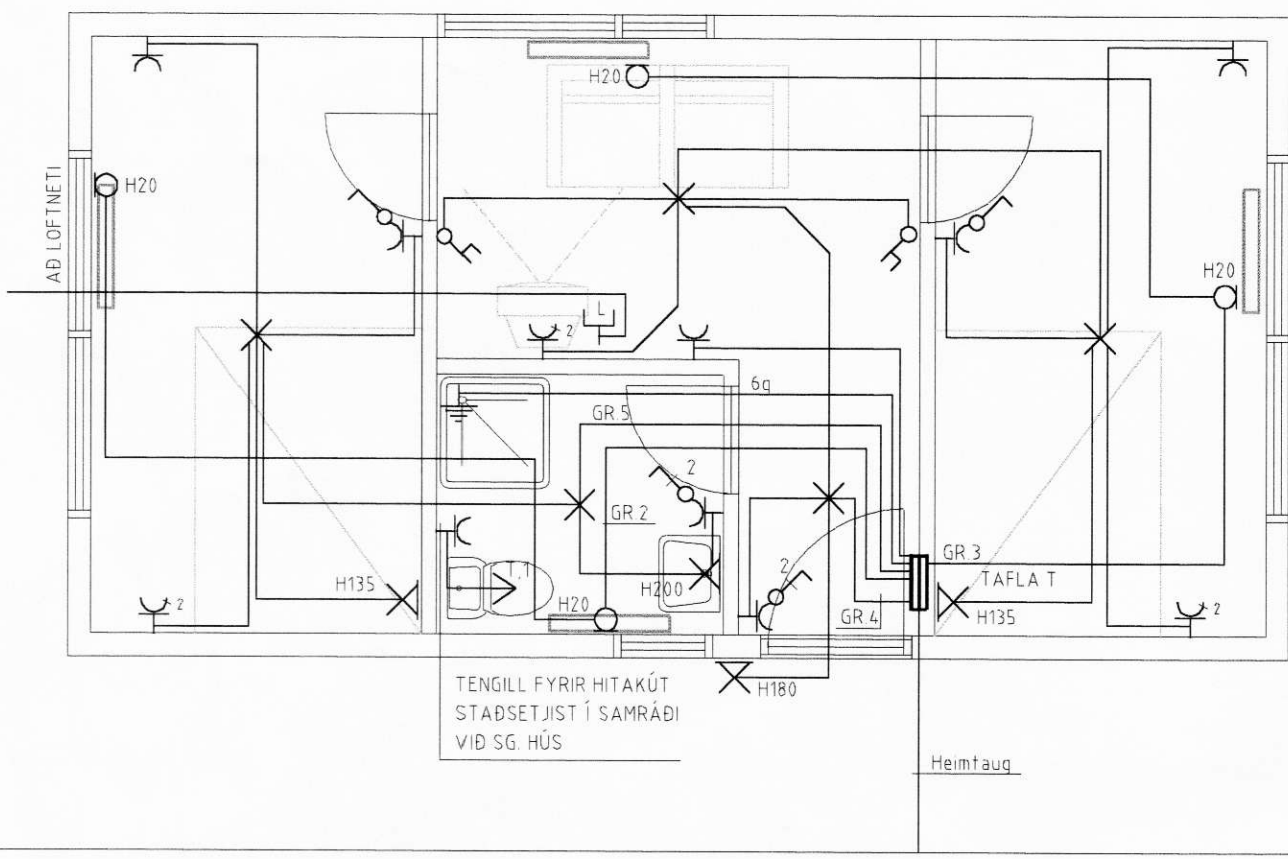 H20
AÐ LOFTNETI
H20
H20
L
2
6q
GR.5
2
GR.2
GR.3
H135
H200
TAFLA T
H20
2
GR.4
H135
2
2
H180
TENGILL FYRIR HITAKÚT
STAÐSETJIST Í SAMRÁÐI
VIÐ SG. HÚS
Heimtaug